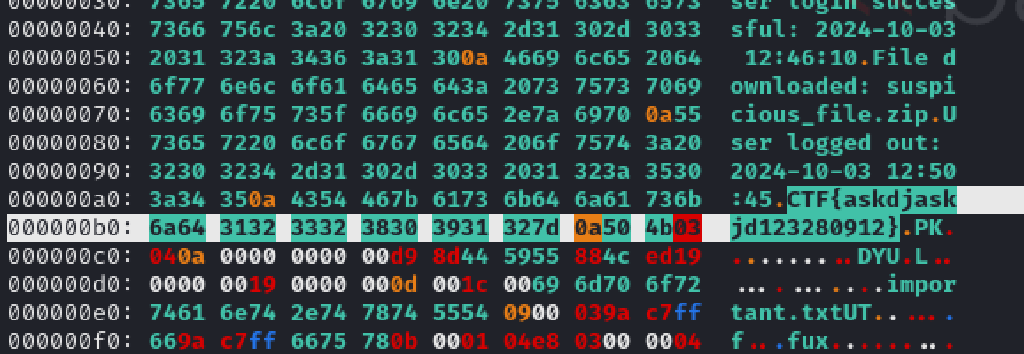 00000030: 7365 7220 6c6f 6769 6e20 7375 6363 6573 ser login succes
00000040: 7366 756c 3a20 3230 3234 2d31 302d 3033 sful: 2024-10-03
00000050: 2031 323a 3436 3a31 300a 4669 6c65 2064  12:46:10.File d
00000060: 6f77 6e6c 6f61 6465 643a 2073 7573 7069 ownloaded: suspi
00000070: 6369 6f75 735f 6669 6c65 2e7a 6970 0a55 cious_file.zip.U
00000080: 7365 7220 6c6f 6767 6564 206f 7574 3a20 ser logged out:
00000090: 3230 3234 2d31 302d 3033 2031 323a 3530 2024-10-03 12:50
000000a0: 3a34 350a 4354 467b 6173 6b64 6a61 736b :45.CTF{askdjask
000000b0: 6a64 3132 3332 3830 3931 327d 0a50 4b03 jd123280912}.PK.
000000c0: 040a 0000 0000 00d9 8d44 5955 884c ed19 .........DYU.L..
000000d0: 0000 0019 0000 000d 001c 0069 6d70 6f72 ...........impor
000000e0: 7461 6e74 2e74 7874 5554 0900 039a c7ff tant.txtUT......
000000f0: 669a c7ff 6675 780b 0001 04e8 0300 0004 f...fux.........